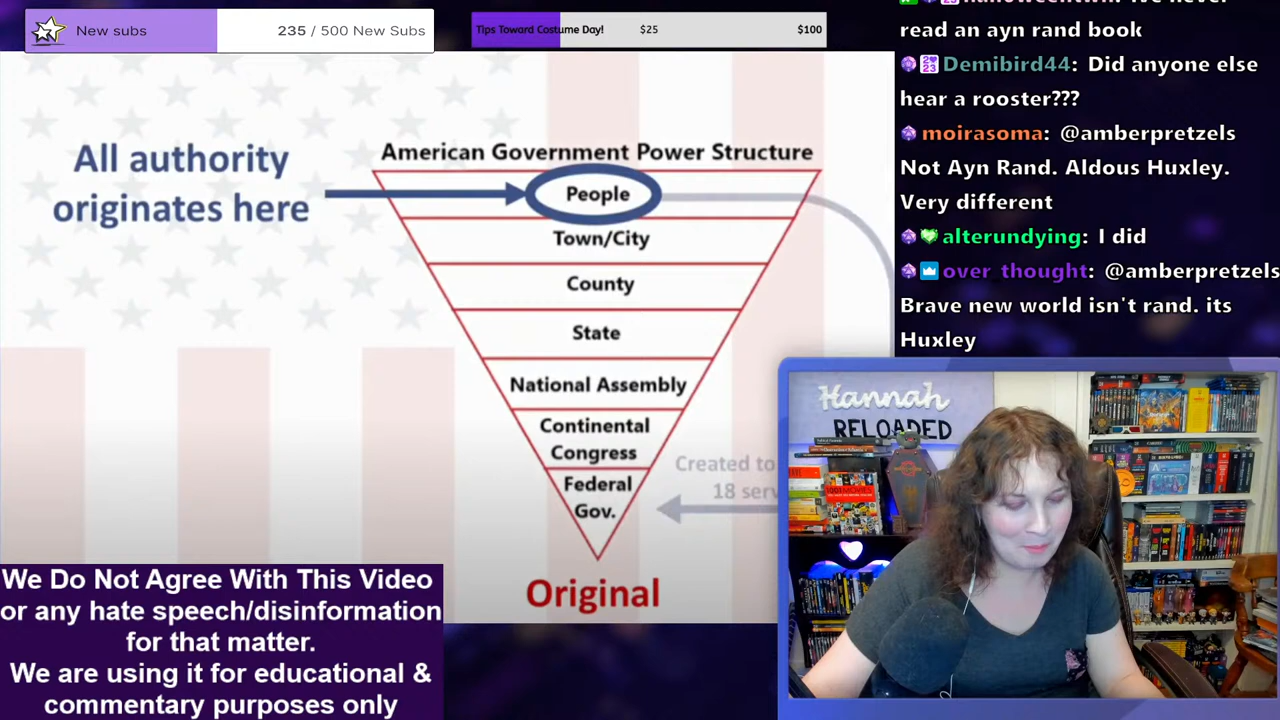 New subs
235 / 500 New Subs
Tips Toward Costume Day!
$25
$100
All authority
originates here
American Government Power Structure
People
Town/City
County
State
National Assembly
Continental
Congress
Federal
Gov.
Created to
18 serv
Original
We Do Not Agree With This Video
or any hate speech/disinformation
for that matter.
We are using it for educational &
commentary purposes only
read an ayn rand book
Demibird44: Did anyone else
hear a rooster???
moirasoma: @amberpretzels
Not Ayn Rand. Aldous Huxley.
Very different
alterundying: I did
over_thought: @amberpretzels
Brave new world isn't rand. its
Huxley
Hannah
RELOADED